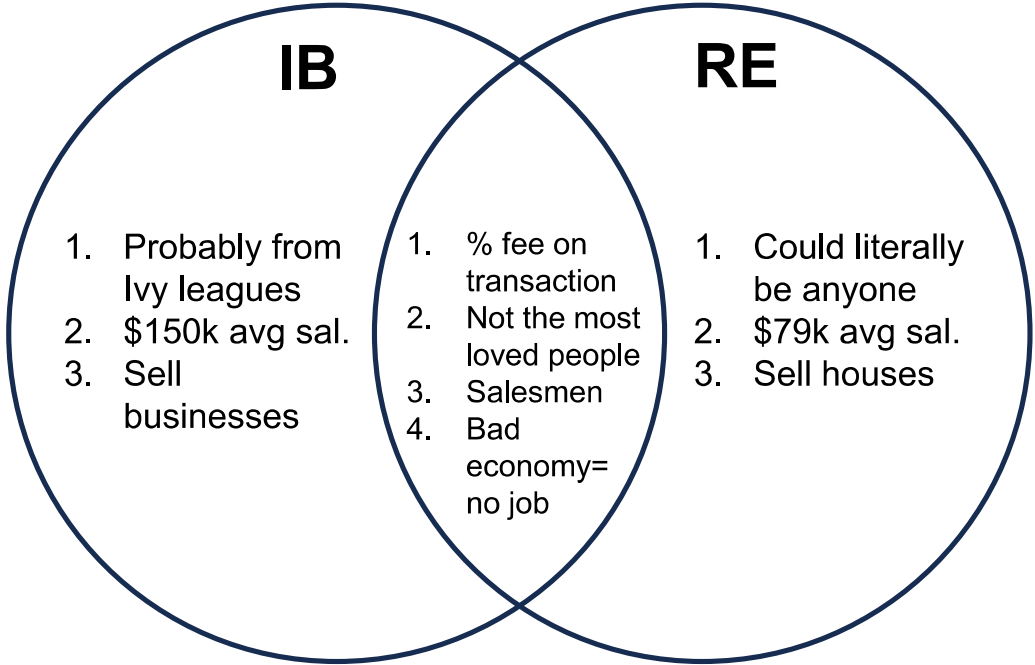 IB
RE
1. Probably from
Ivy leagues
2. $150k avg sal.
3. Sell
businesses
1. % fee on
transaction
2. Not the most
loved people
3. Salesmen
4. Bad
economy=
no job
1. Could literally
be anyone
2. $79k avg sal.
3. Sell houses